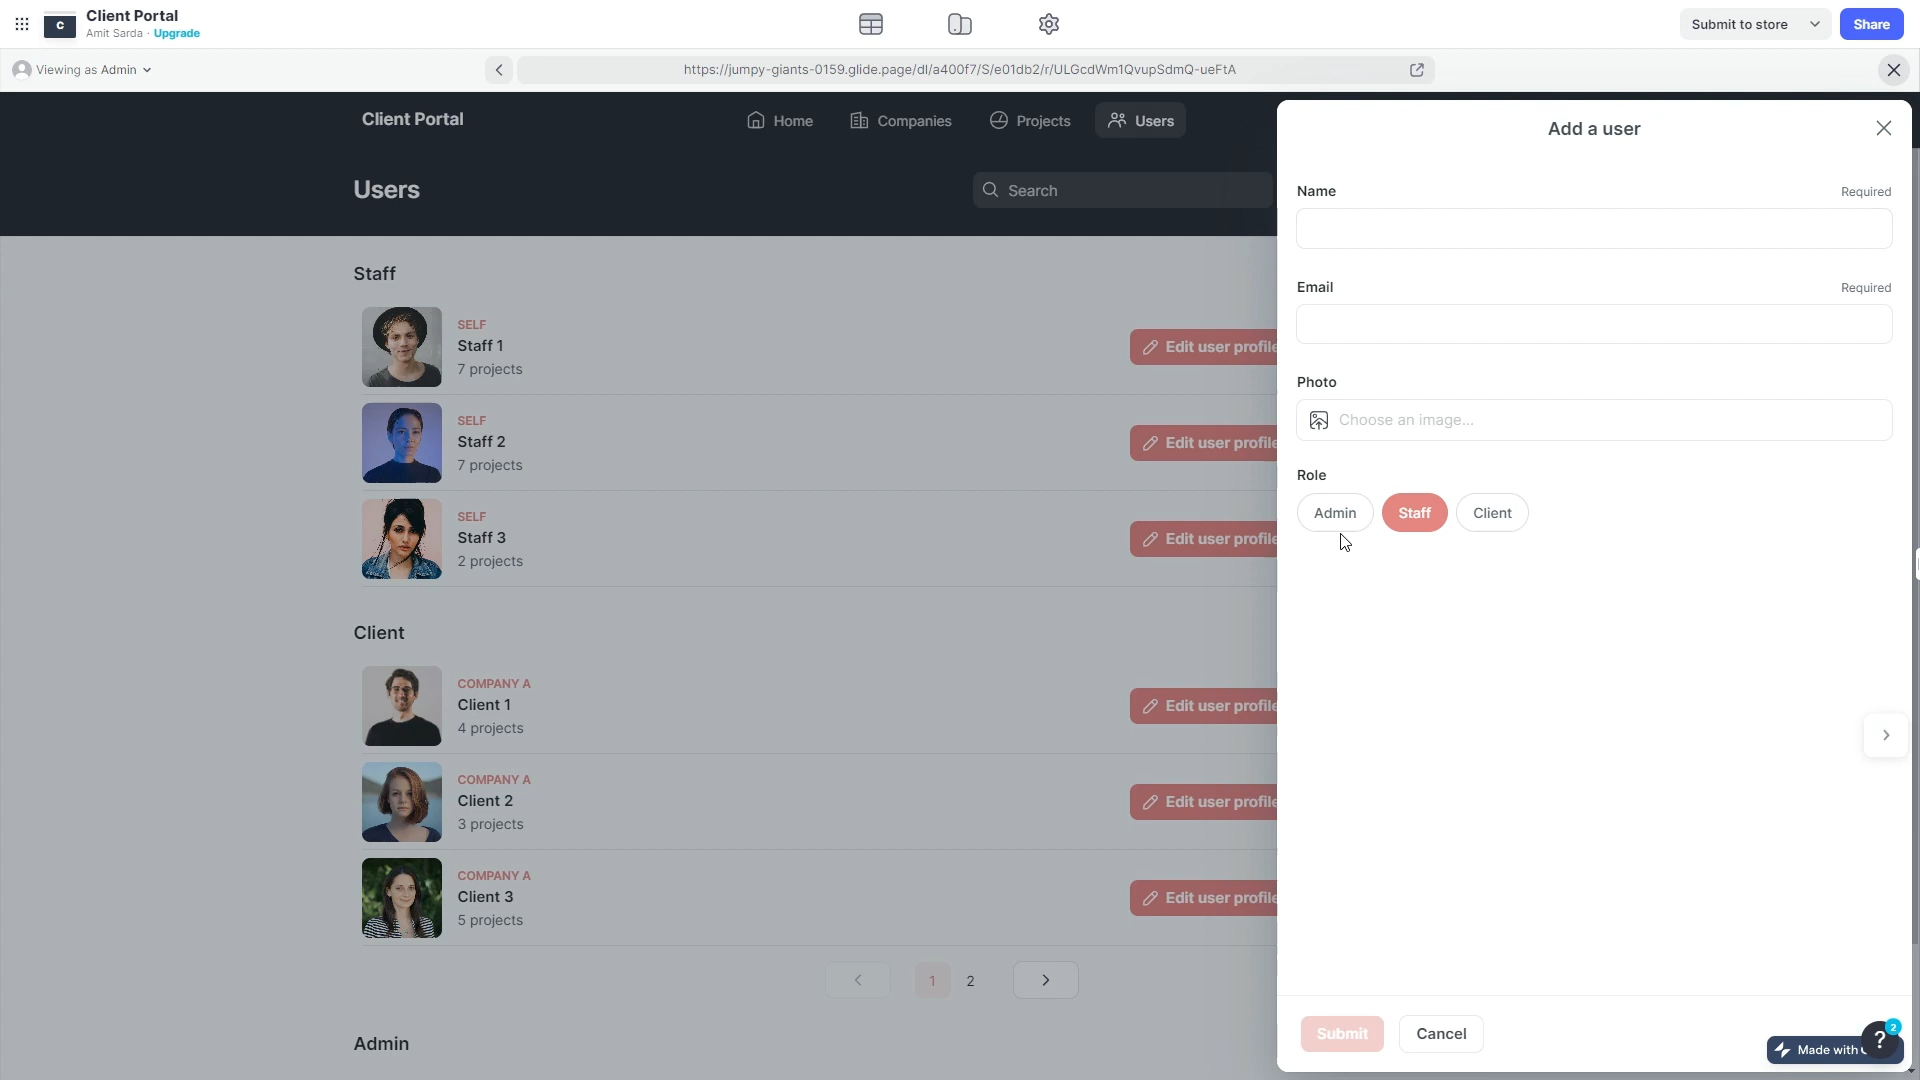 C
Client Portal
Amit Sarda · Upgrade
Submit to store
Share
Viewing as Admin
https://jumpy-giants-0159.glide.page/dl/a400f7/S/e01db2/r/ULGcdWm1QvupSdmQ-ueFtA
Client Portal
Home
Companies
Projects
Users
Users
Search
Staff
SELF
Staff 1
7 projects
Edit user profile
SELF
Staff 2
7 projects
Edit user profile
SELF
Staff 3
2 projects
Edit user profile
Client
COMPANY A
Client 1
4 projects
Edit user profile
COMPANY A
Client 2
3 projects
Edit user profile
COMPANY A
Client 3
5 projects
Edit user profile
1 2
Admin
Add a user
Name Required
Email Required
Photo
Choose an image...
Role
Admin Staff Client
Submit Cancel
Made with
? 2